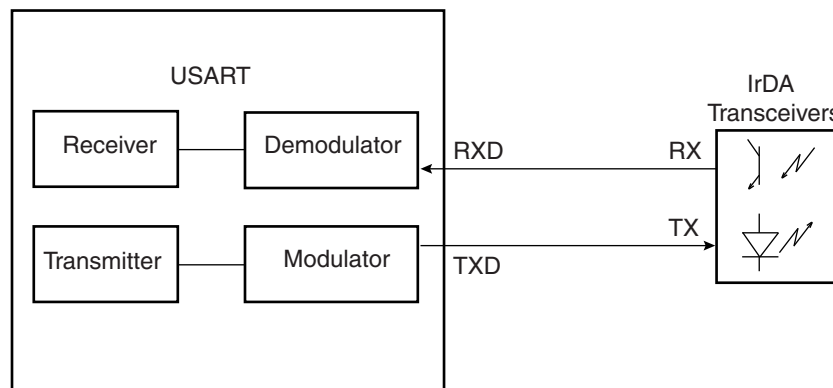 USART
IrDA
Transceivers
Receiver
Demodulator
RXD
RX
Transmitter
Modulator
TXD
TX